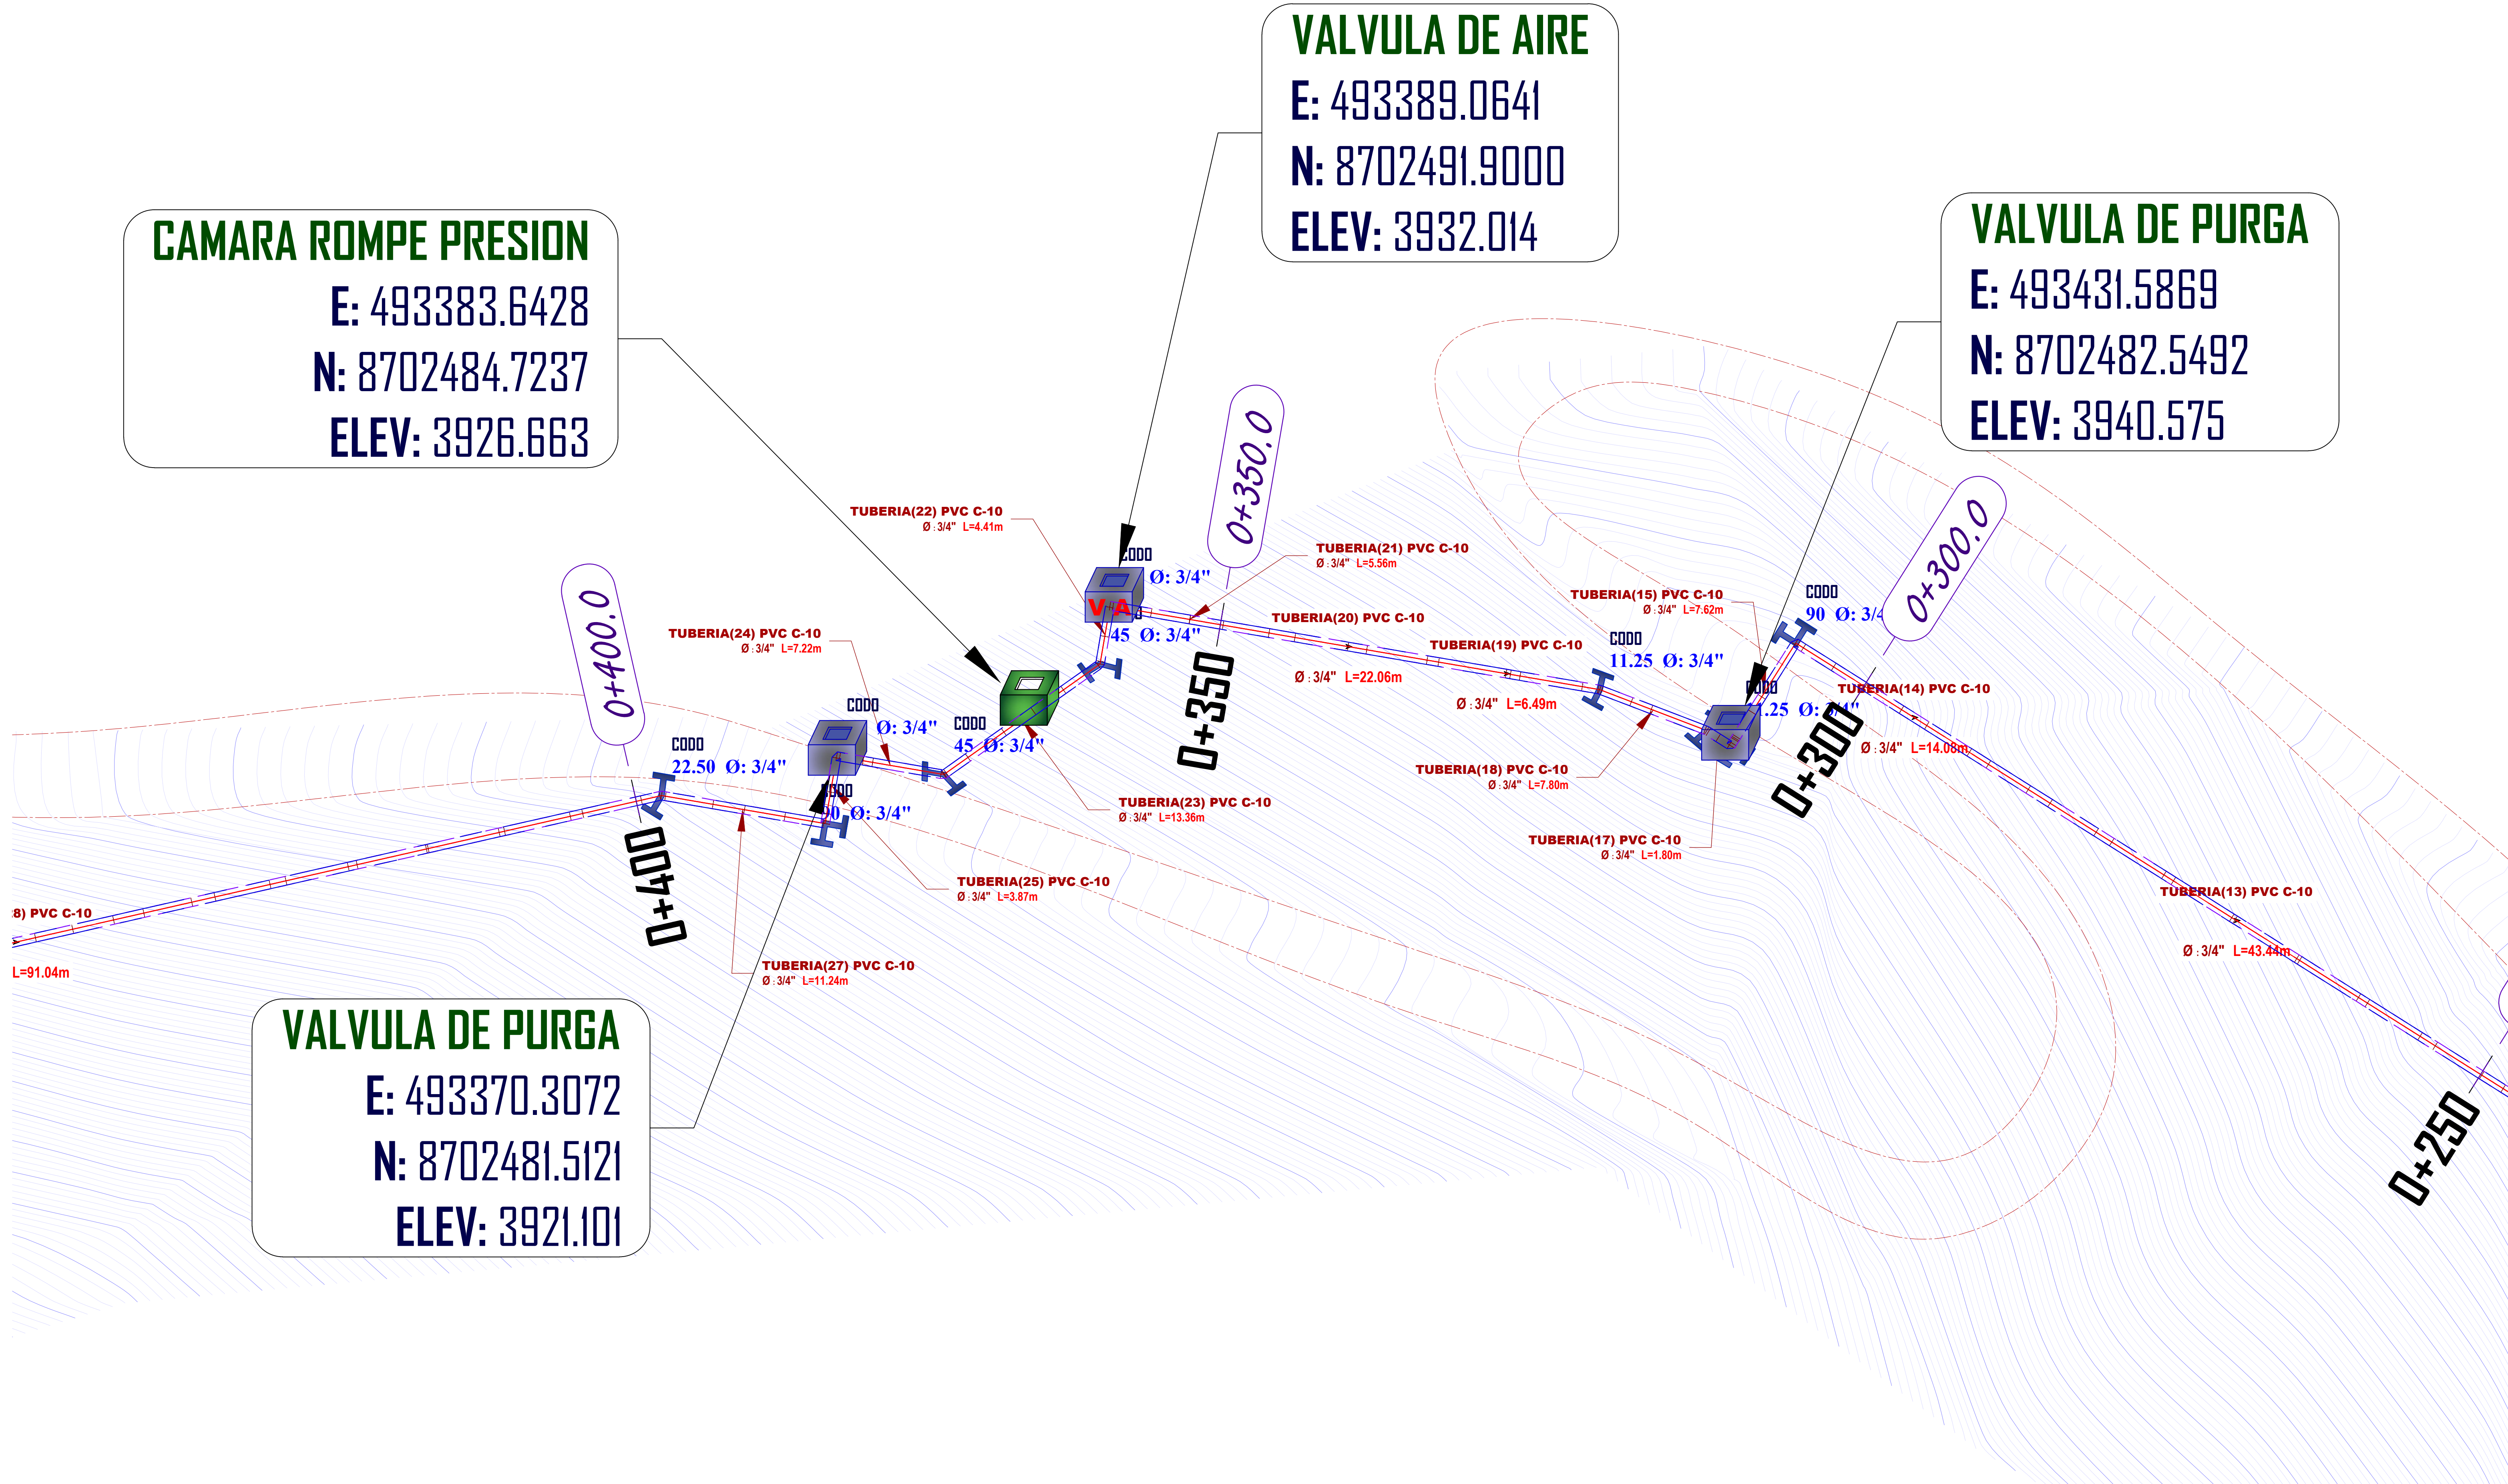 VALVULA DE AIRE
E: 493389.0641
N: 8702491.9000
ELEV: 3932.014
VALVULA DE PURGA
E: 493431.5869
N: 8702482.5492
ELEV: 3940.575
CAMARA ROMPE PRESION
E: 493383.6428
N: 8702484.7237
ELEV: 3926.663
0+350.0
0+300.0
TUBERIA(22) PVC C-10
Ø : 3/4" L=4.41m
CODO
Ø: 3/4"
VA
45 Ø: 3/4"
TUBERIA(21) PVC C-10
Ø : 3/4" L=5.56m
TUBERIA(20) PVC C-10
Ø : 3/4" L=22.06m
TUBERIA(19) PVC C-10
Ø : 3/4" L=6.49m
TUBERIA(15) PVC C-10
Ø : 3/4" L=7.62m
CODO
90 Ø: 3/4
CODO
11.25 Ø: 3/4"
0+400.0
TUBERIA(24) PVC C-10
Ø : 3/4" L=7.22m
0+350
CODO
11.25 Ø: 3/4"
TUBERIA(14) PVC C-10
Ø : 3/4" L=14.08m
0+300
CODO
Ø: 3/4"
CODO
45 Ø: 3/4"
CODO
22.50 Ø: 3/4"
CODO
90 Ø: 3/4"
TUBERIA(18) PVC C-10
Ø : 3/4" L=7.80m
TUBERIA(23) PVC C-10
Ø : 3/4" L=13.36m
TUBERIA(17) PVC C-10
Ø : 3/4" L=1.80m
0+400
TUBERIA(25) PVC C-10
Ø : 3/4" L=3.87m
TUBERIA(13) PVC C-10
Ø : 3/4" L=43.44m
8) PVC C-10
L=91.04m
TUBERIA(27) PVC C-10
Ø : 3/4" L=11.24m
VALVULA DE PURGA
E: 493370.3072
N: 8702481.5121
ELEV: 3921.101
0+250